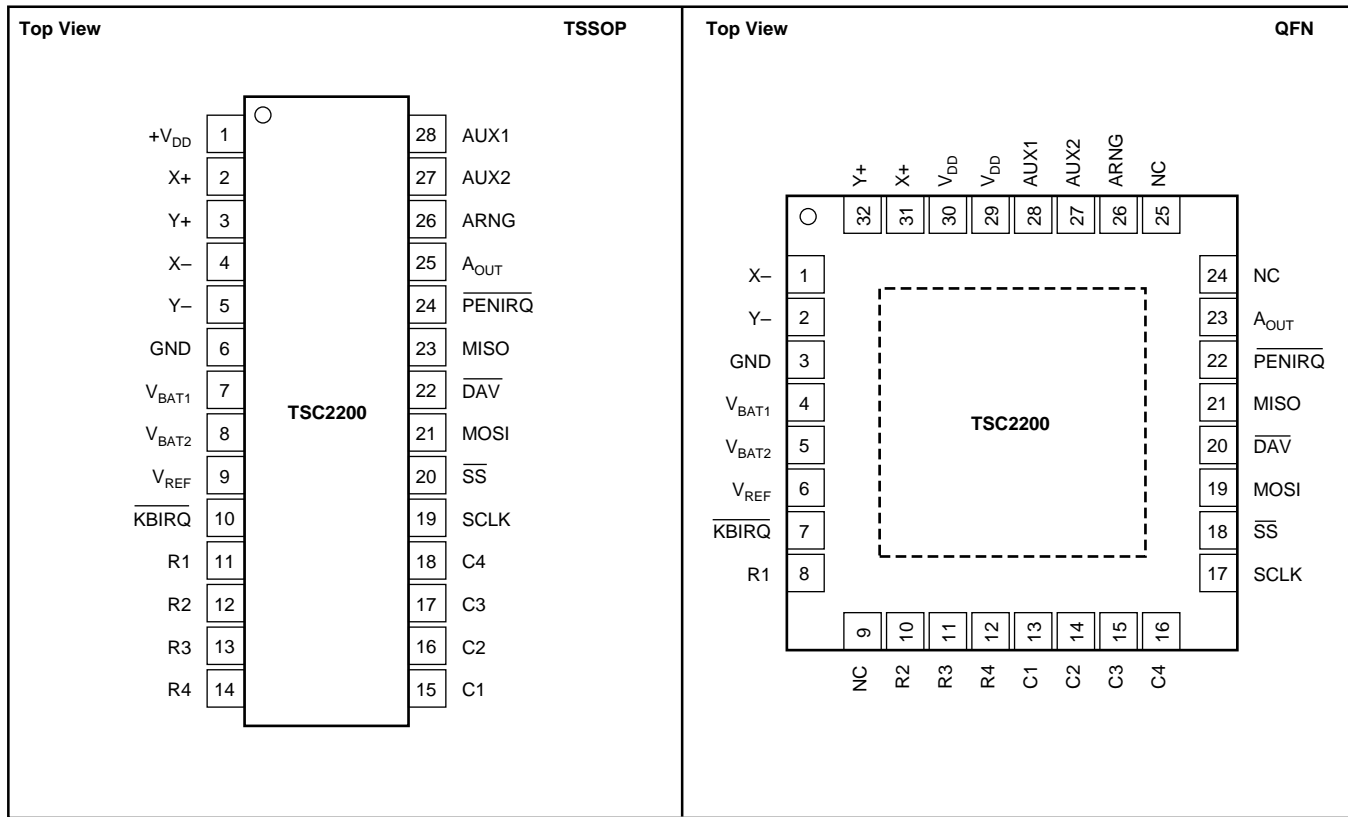 Top View TSSOP
+VDD 1 28 AUX1
X+ 2 27 AUX2
Y+ 3 26 ARNG
X– 4 25 AOUT
Y– 5 24 PENIRQ
GND 6 23 MISO
VBAT1 7 22 DAV
VBAT2 8 21 MOSI
VREF 9 20 SS
KBIRQ 10 19 SCLK
R1 11 18 C4
R2 12 17 C3
R3 13 16 C2
R4 14 15 C1
TSC2200
Top View QFN
Y+ X+ VDD VDD AUX1 AUX2 ARNG NC
32 31 30 29 28 27 26 25
X– 1 24 NC
Y– 2 23 AOUT
GND 3 22 PENIRQ
VBAT1 4 21 MISO
VBAT2 5 20 DAV
VREF 6 19 MOSI
KBIRQ 7 18 SS
R1 8 17 SCLK
TSC2200
9 10 11 12 13 14 15 16
NC R2 R3 R4 C1 C2 C3 C4